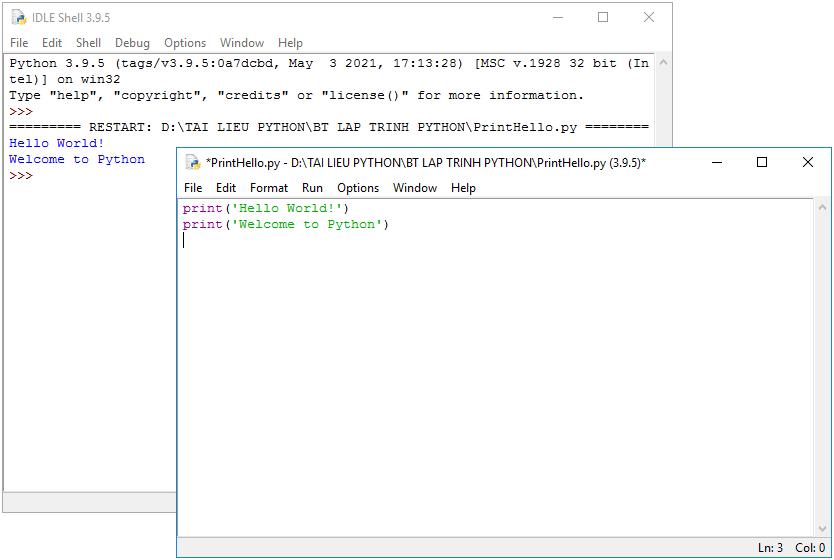 IDLE Shell 3.9.5
File Edit Shell Debug Options Window Help
Python 3.9.5 (tags/v3.9.5:0a7dcbd, May  3 2021, 17:13:28) [MSC v.1928 32 bit (In
tel)] on win32
Type "help", "copyright", "credits" or "license()" for more information.
>>>
========= RESTART: D:\TAI LIEU PYTHON\BT LAP TRINH PYTHON\PrintHello.py ========
Hello World!
Welcome to Python
>>>
*PrintHello.py - D:\TAI LIEU PYTHON\BT LAP TRINH PYTHON\PrintHello.py (3.9.5)*
File Edit Format Run Options Window Help
print('Hello World!')
print('Welcome to Python')
Ln: 3 Col: 0